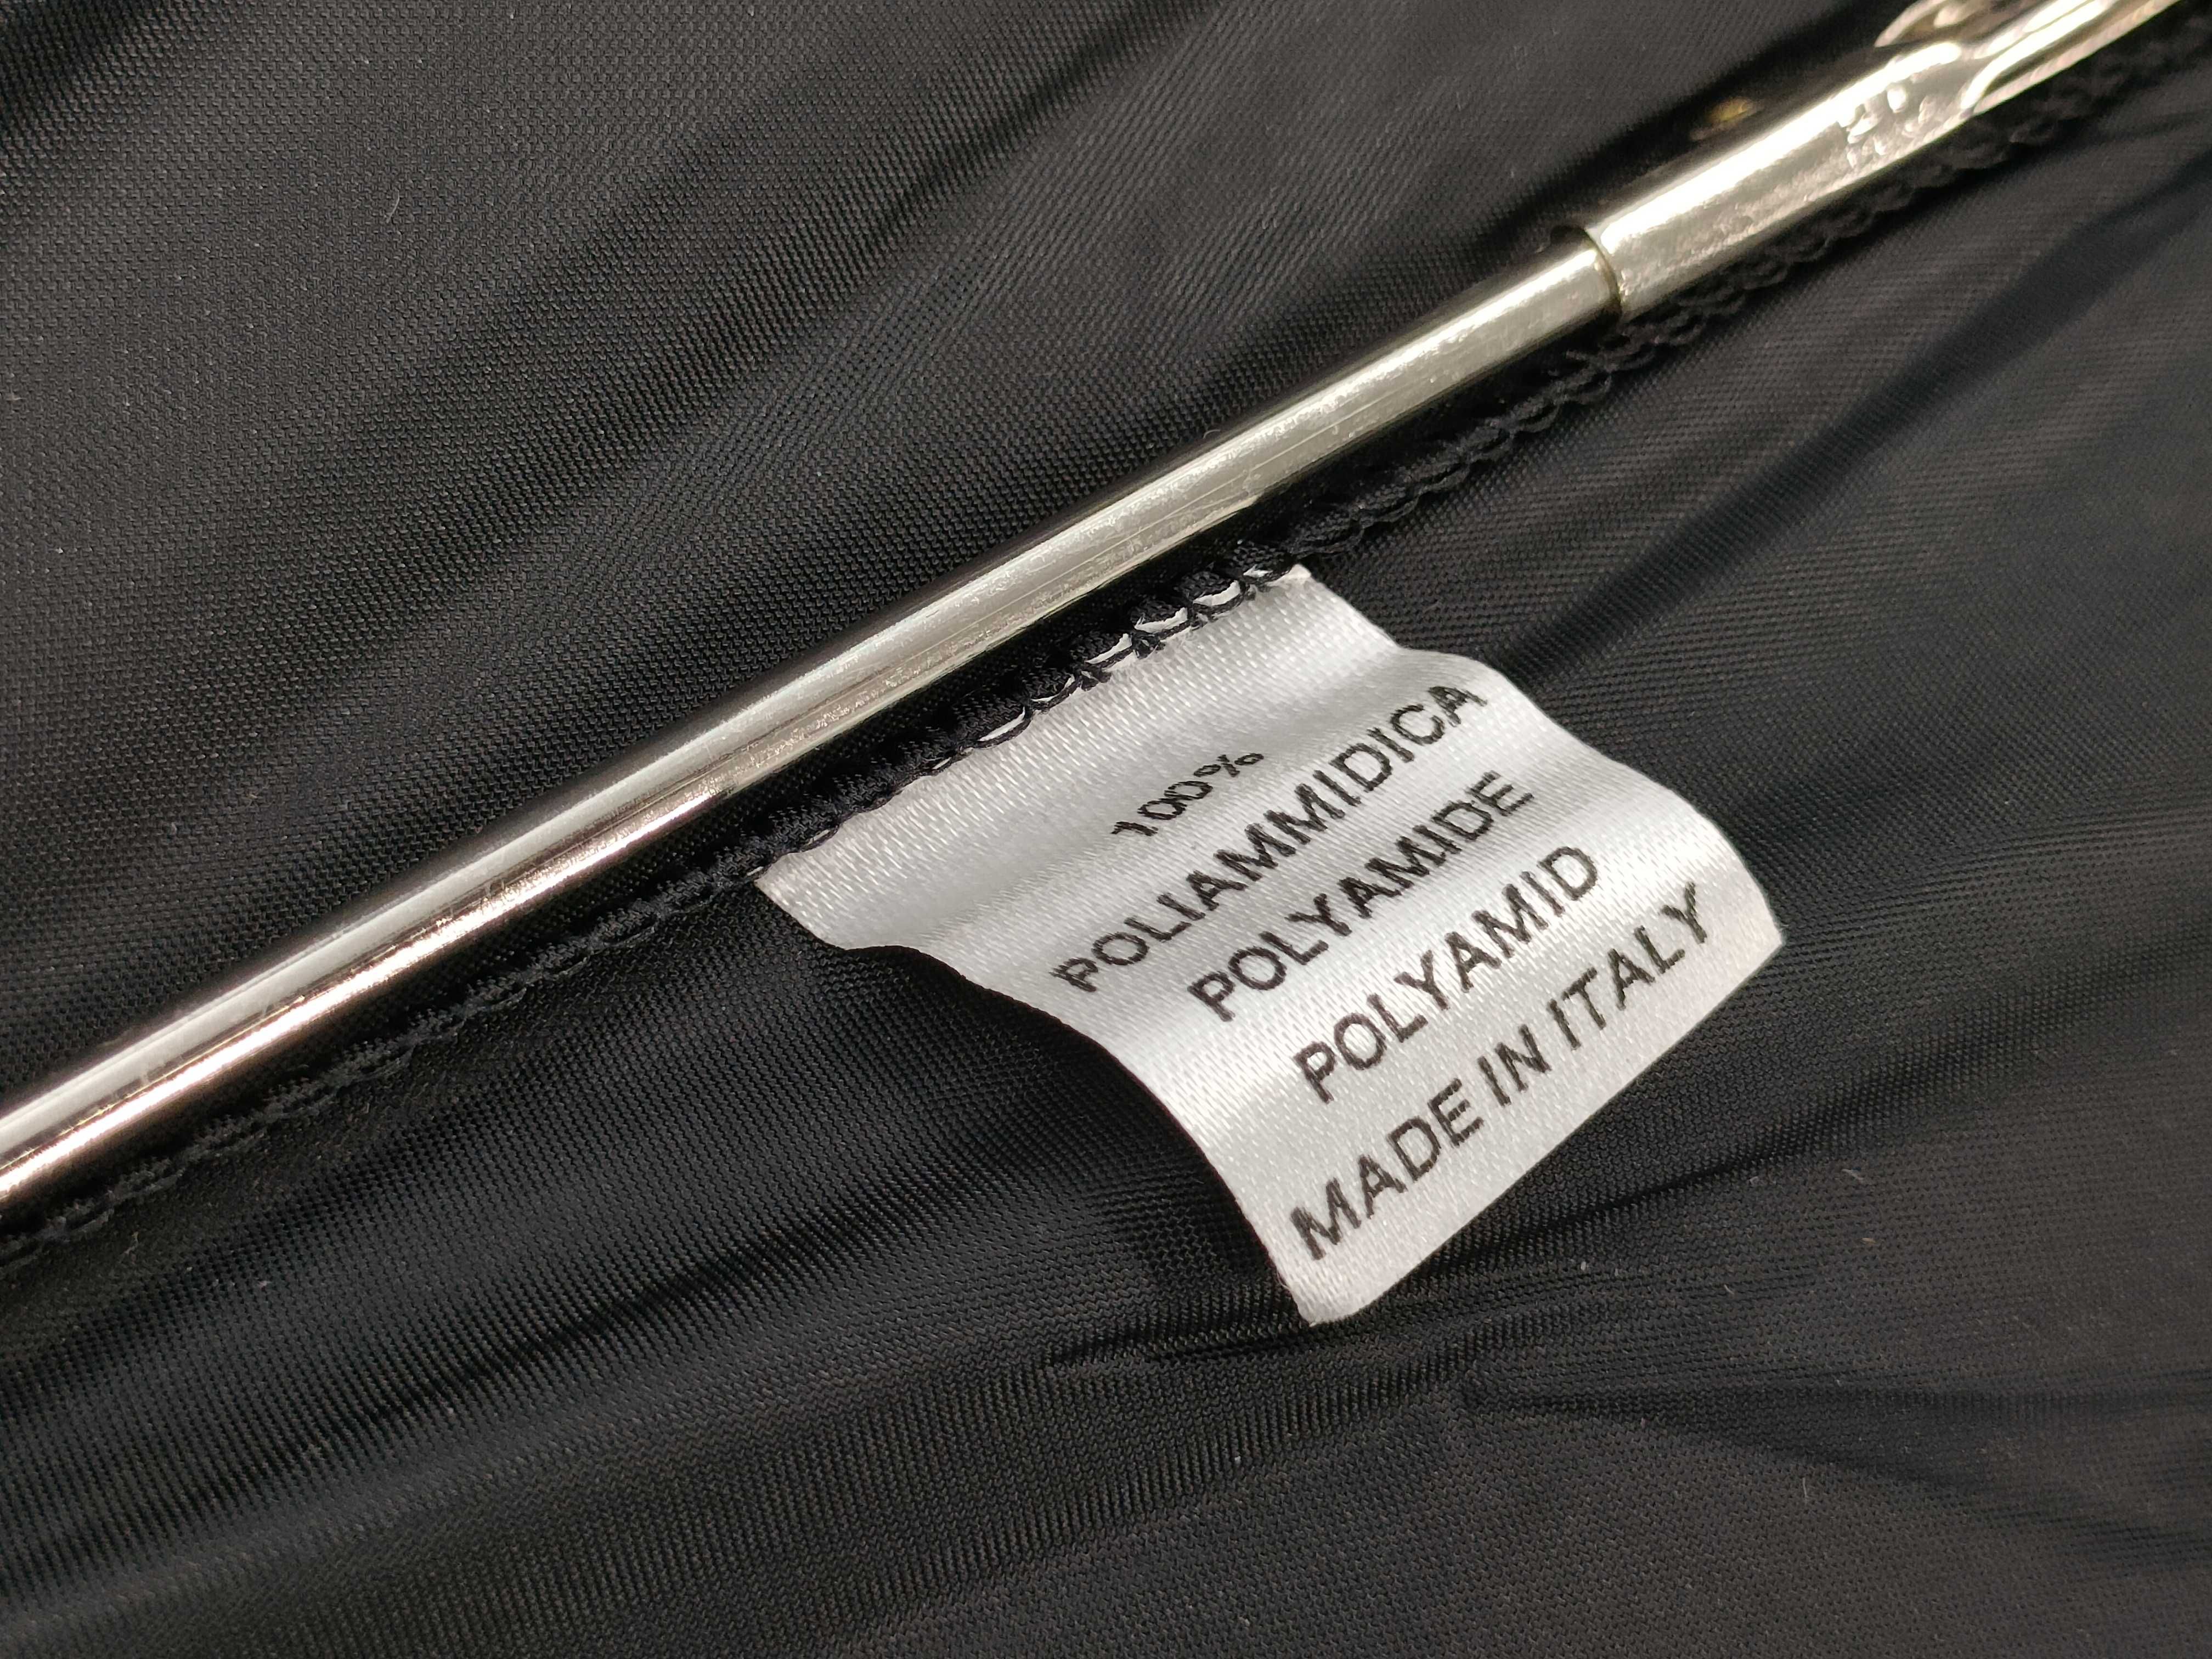 100%
POLIAMMIDICA
POLYAMIDE
POLYAMID
MADE IN ITALY